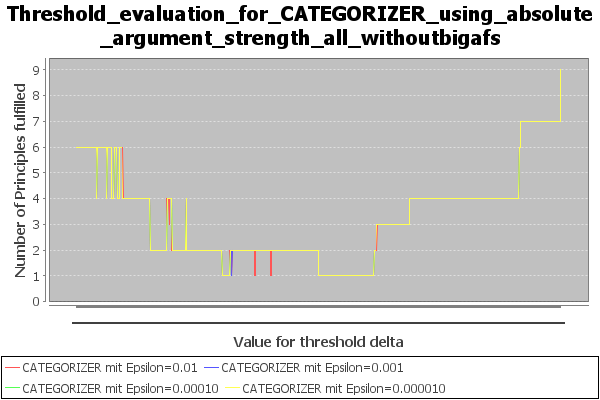 Threshold_evaluation_for_CATEGORIZER_using_absolute
_argument_strength_all_withoutbigafs
Number of Principles fulfilled
9
8
7
6
5
4
3
2
1
0
Value for threshold delta
CATEGORIZER mit Epsilon=0.01 CATEGORIZER mit Epsilon=0.001
CATEGORIZER mit Epsilon=0.00010 CATEGORIZER mit Epsilon=0.000010